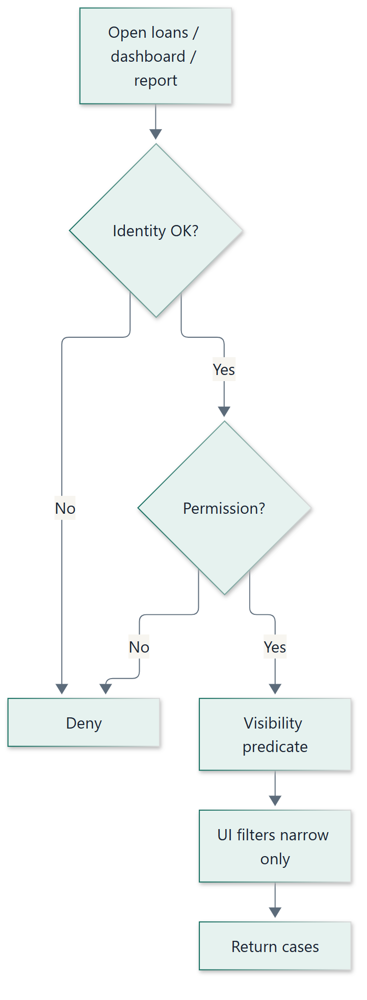 Open loans /
dashboard /
report
Identity OK?
Yes
No
Permission?
No
Yes
Deny
Visibility
predicate
UI filters narrow
only
Return cases